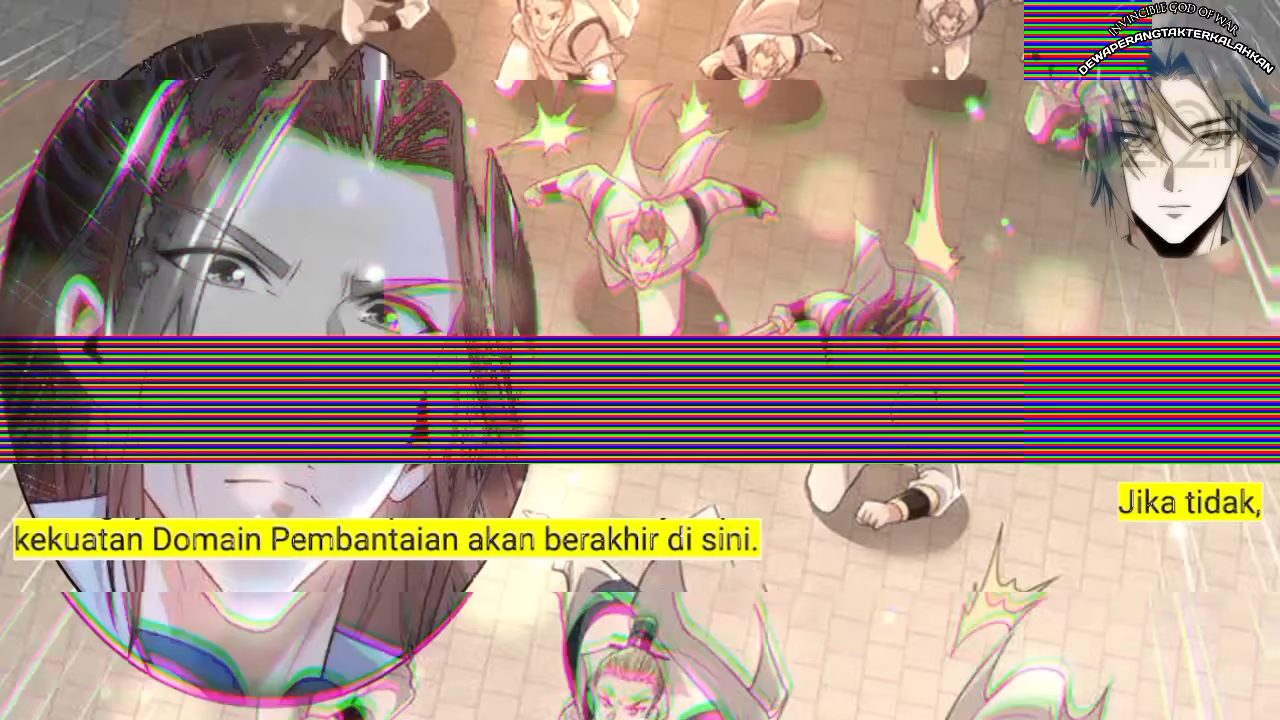 INVINCIBLE GOD OF WAR
DEWAPERANGTAKTERKALAHKAN
Jika tidak,
kekuatan Domain Pembantaian akan berakhir di sini.